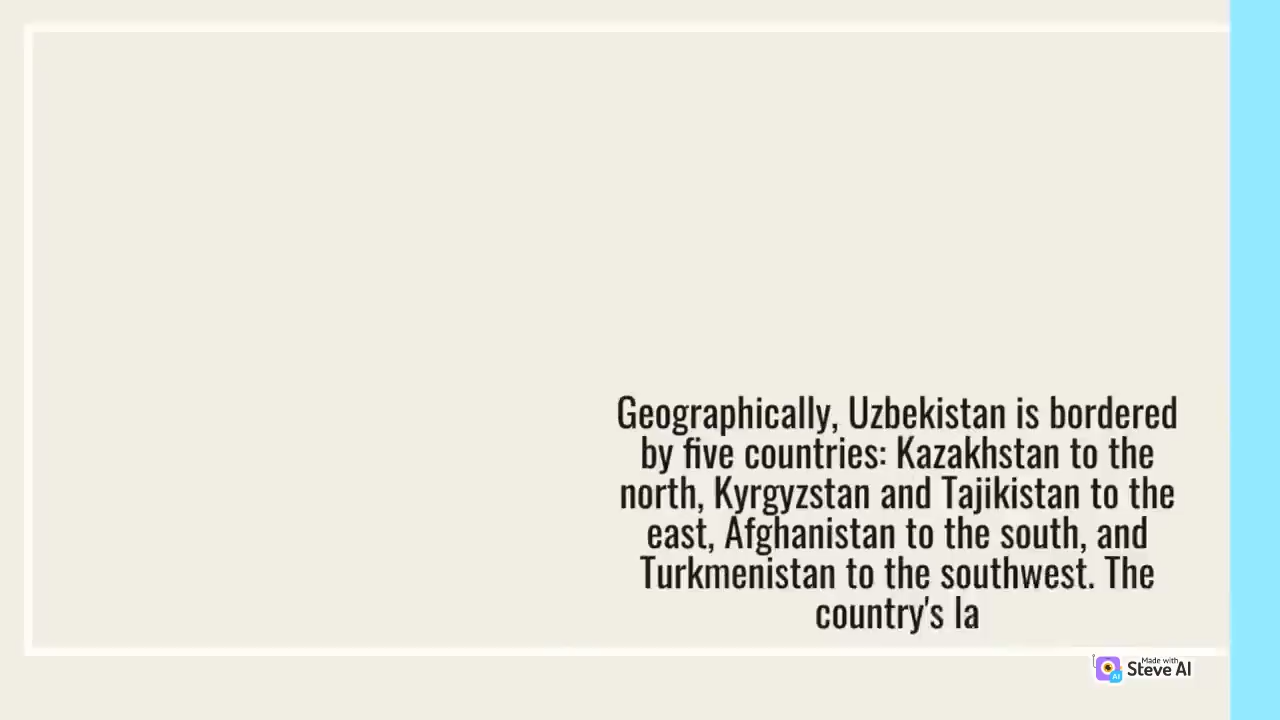 Geographically, Uzbekistan is bordered
by five countries: Kazakhstan to the
north, Kyrgyzstan and Tajikistan to the
east, Afghanistan to the south, and
Turkmenistan to the southwest. The
country's la
Made with
Steve AI
AI